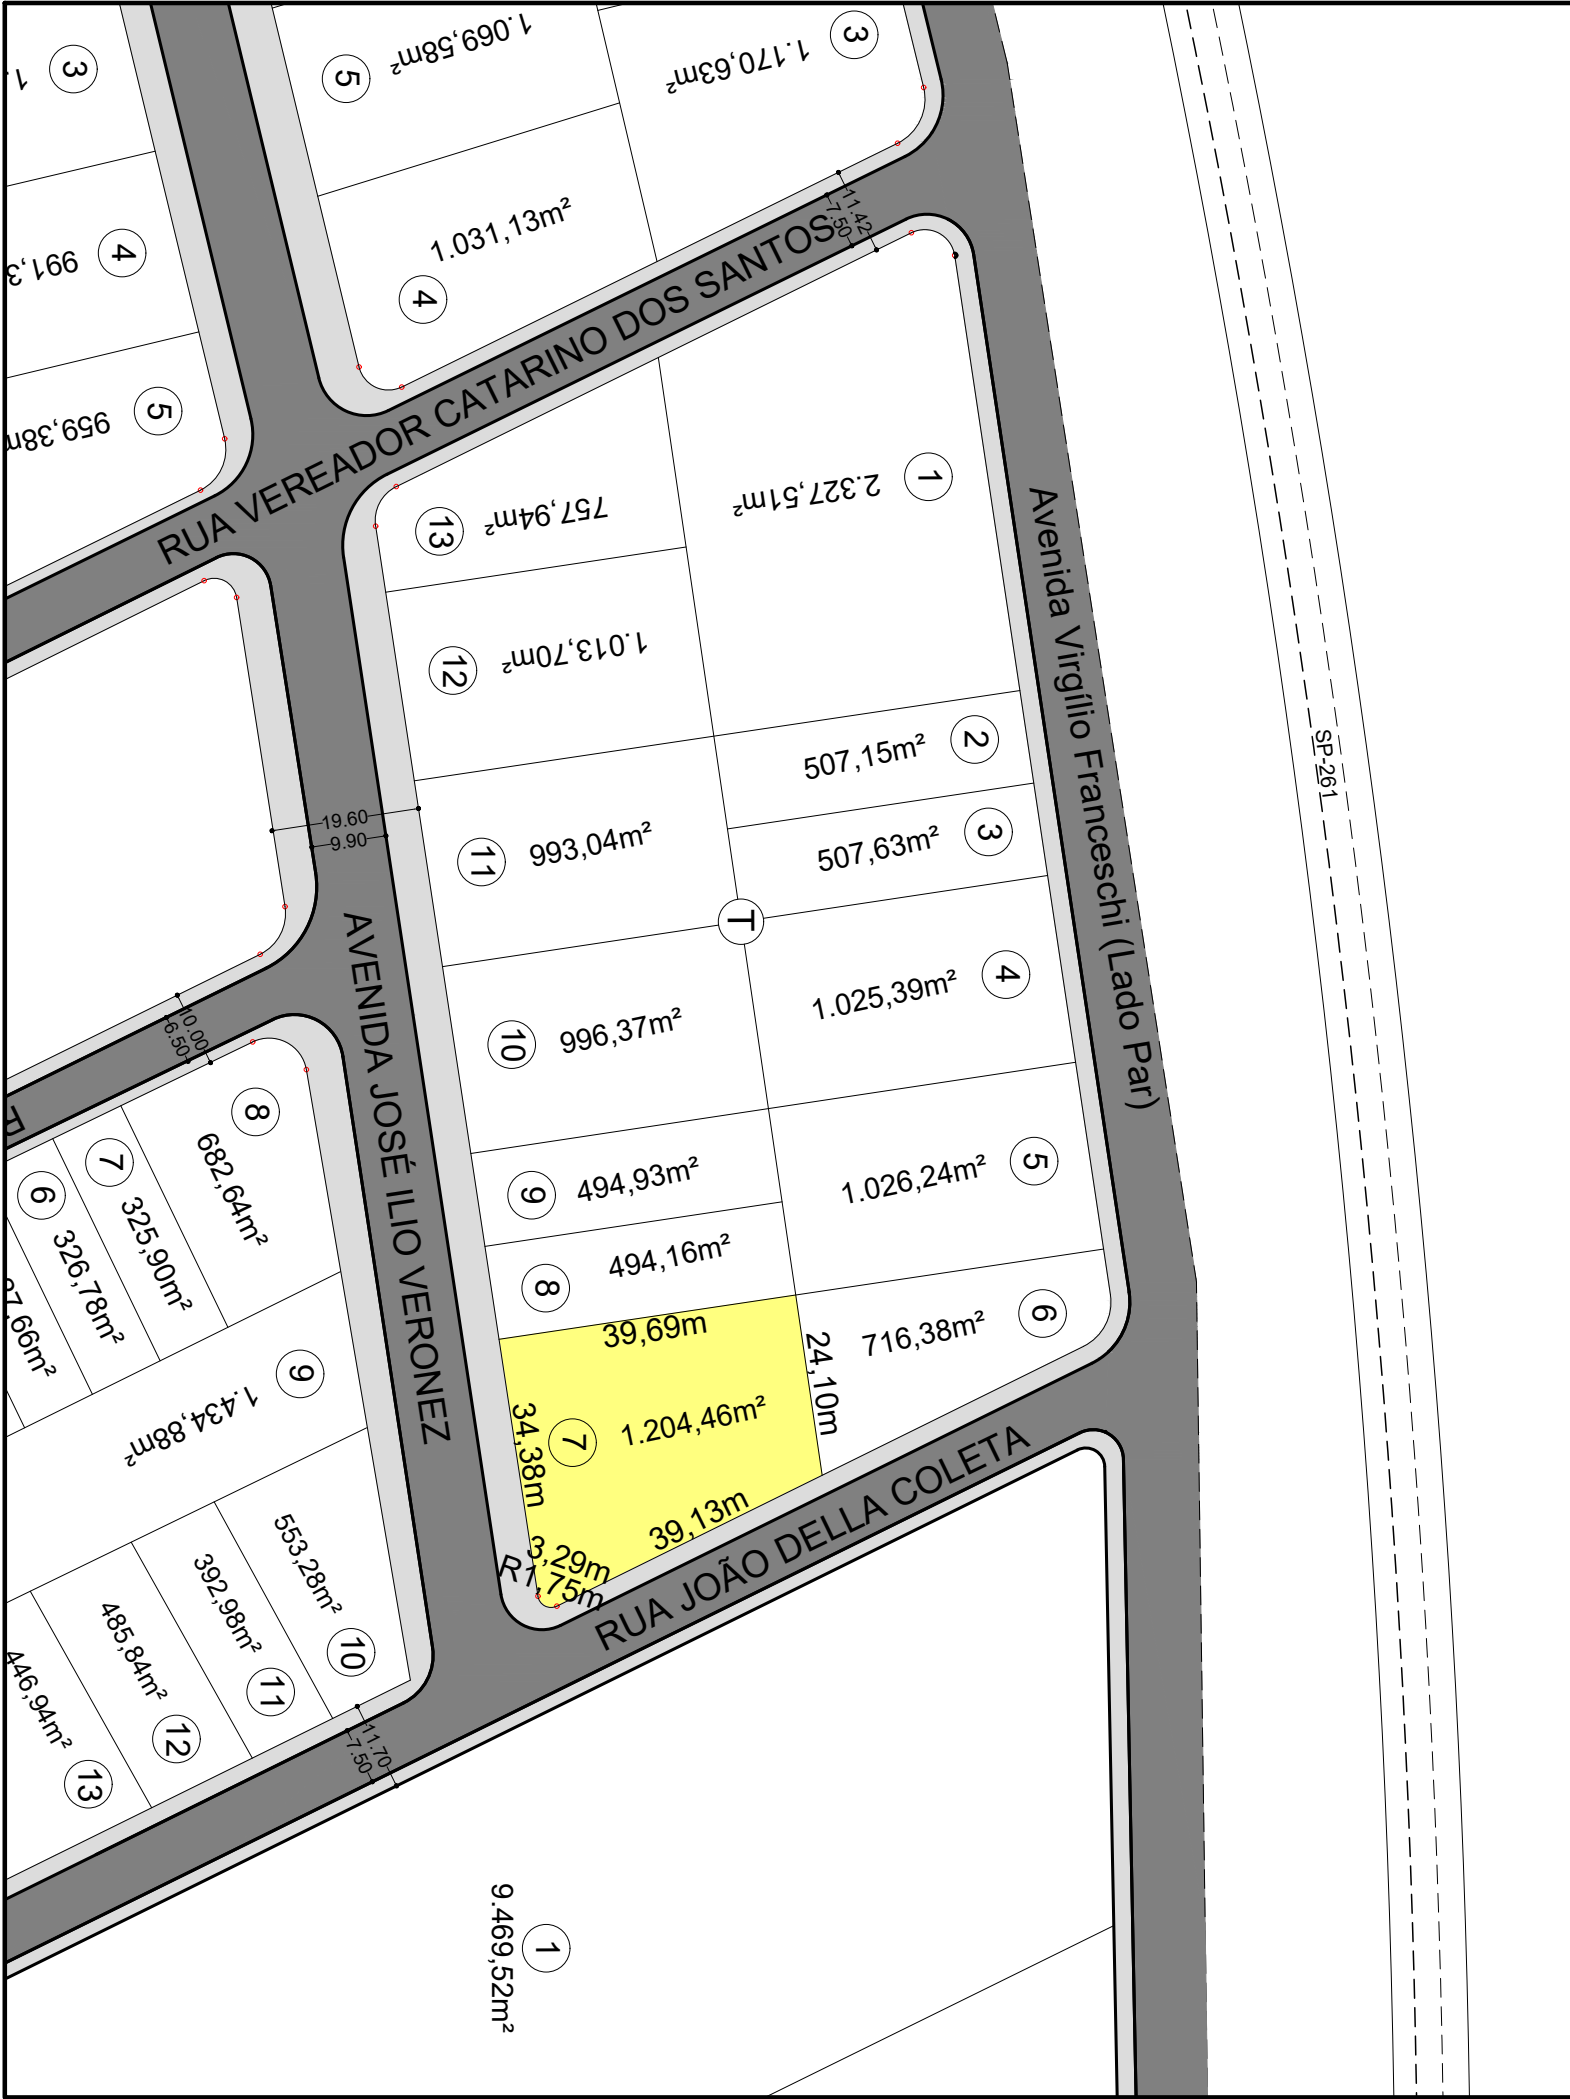 3
1.
4
991,3
5
959,38m
5
1.069,58m²
3
1.170,63m²
1.031,13m²
4
11.42
7.50
RUA VEREADOR CATARINO DOS SANTOS
1
2.327,51m²
13
757,94m²
12
1.013,70m²
2
507,15m²
3
507,63m²
11
993,04m²
T
4
1.025,39m²
10
996,37m²
5
1.026,24m²
9
494,93m²
8
494,16m²
6
716,38m²
39,69m
24,10m
34,38m
7
1.204,46m²
39,13m
3,29m
R1,75m
Avenida Virgílio Franceschi (Lado Par)
SP-261
19.60
9.90
AVENIDA JOSÉ ILIO VERONEZ
10.00
6.50
8
682,64m²
7
325,90m²
6
326,78m²
27,66m²
9
1.434,88m²
10
553,28m²
11
392,98m²
12
485,84m²
13
446,94m²
11.70
7.50
RUA JOÃO DELLA COLETA
1
9.469,52m²